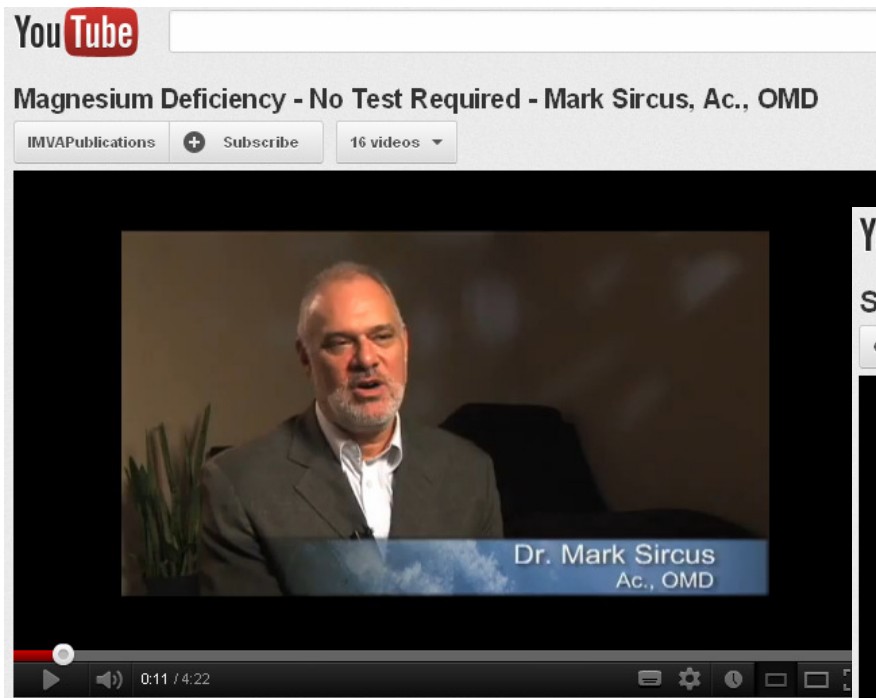 YouTube
Magnesium Deficiency - No Test Required - Mark Sircus, Ac., OMD
IMVAPublications Subscribe 16 videos
Dr. Mark Sircus
Ac., OMD
0:11 / 4:22
Y
S